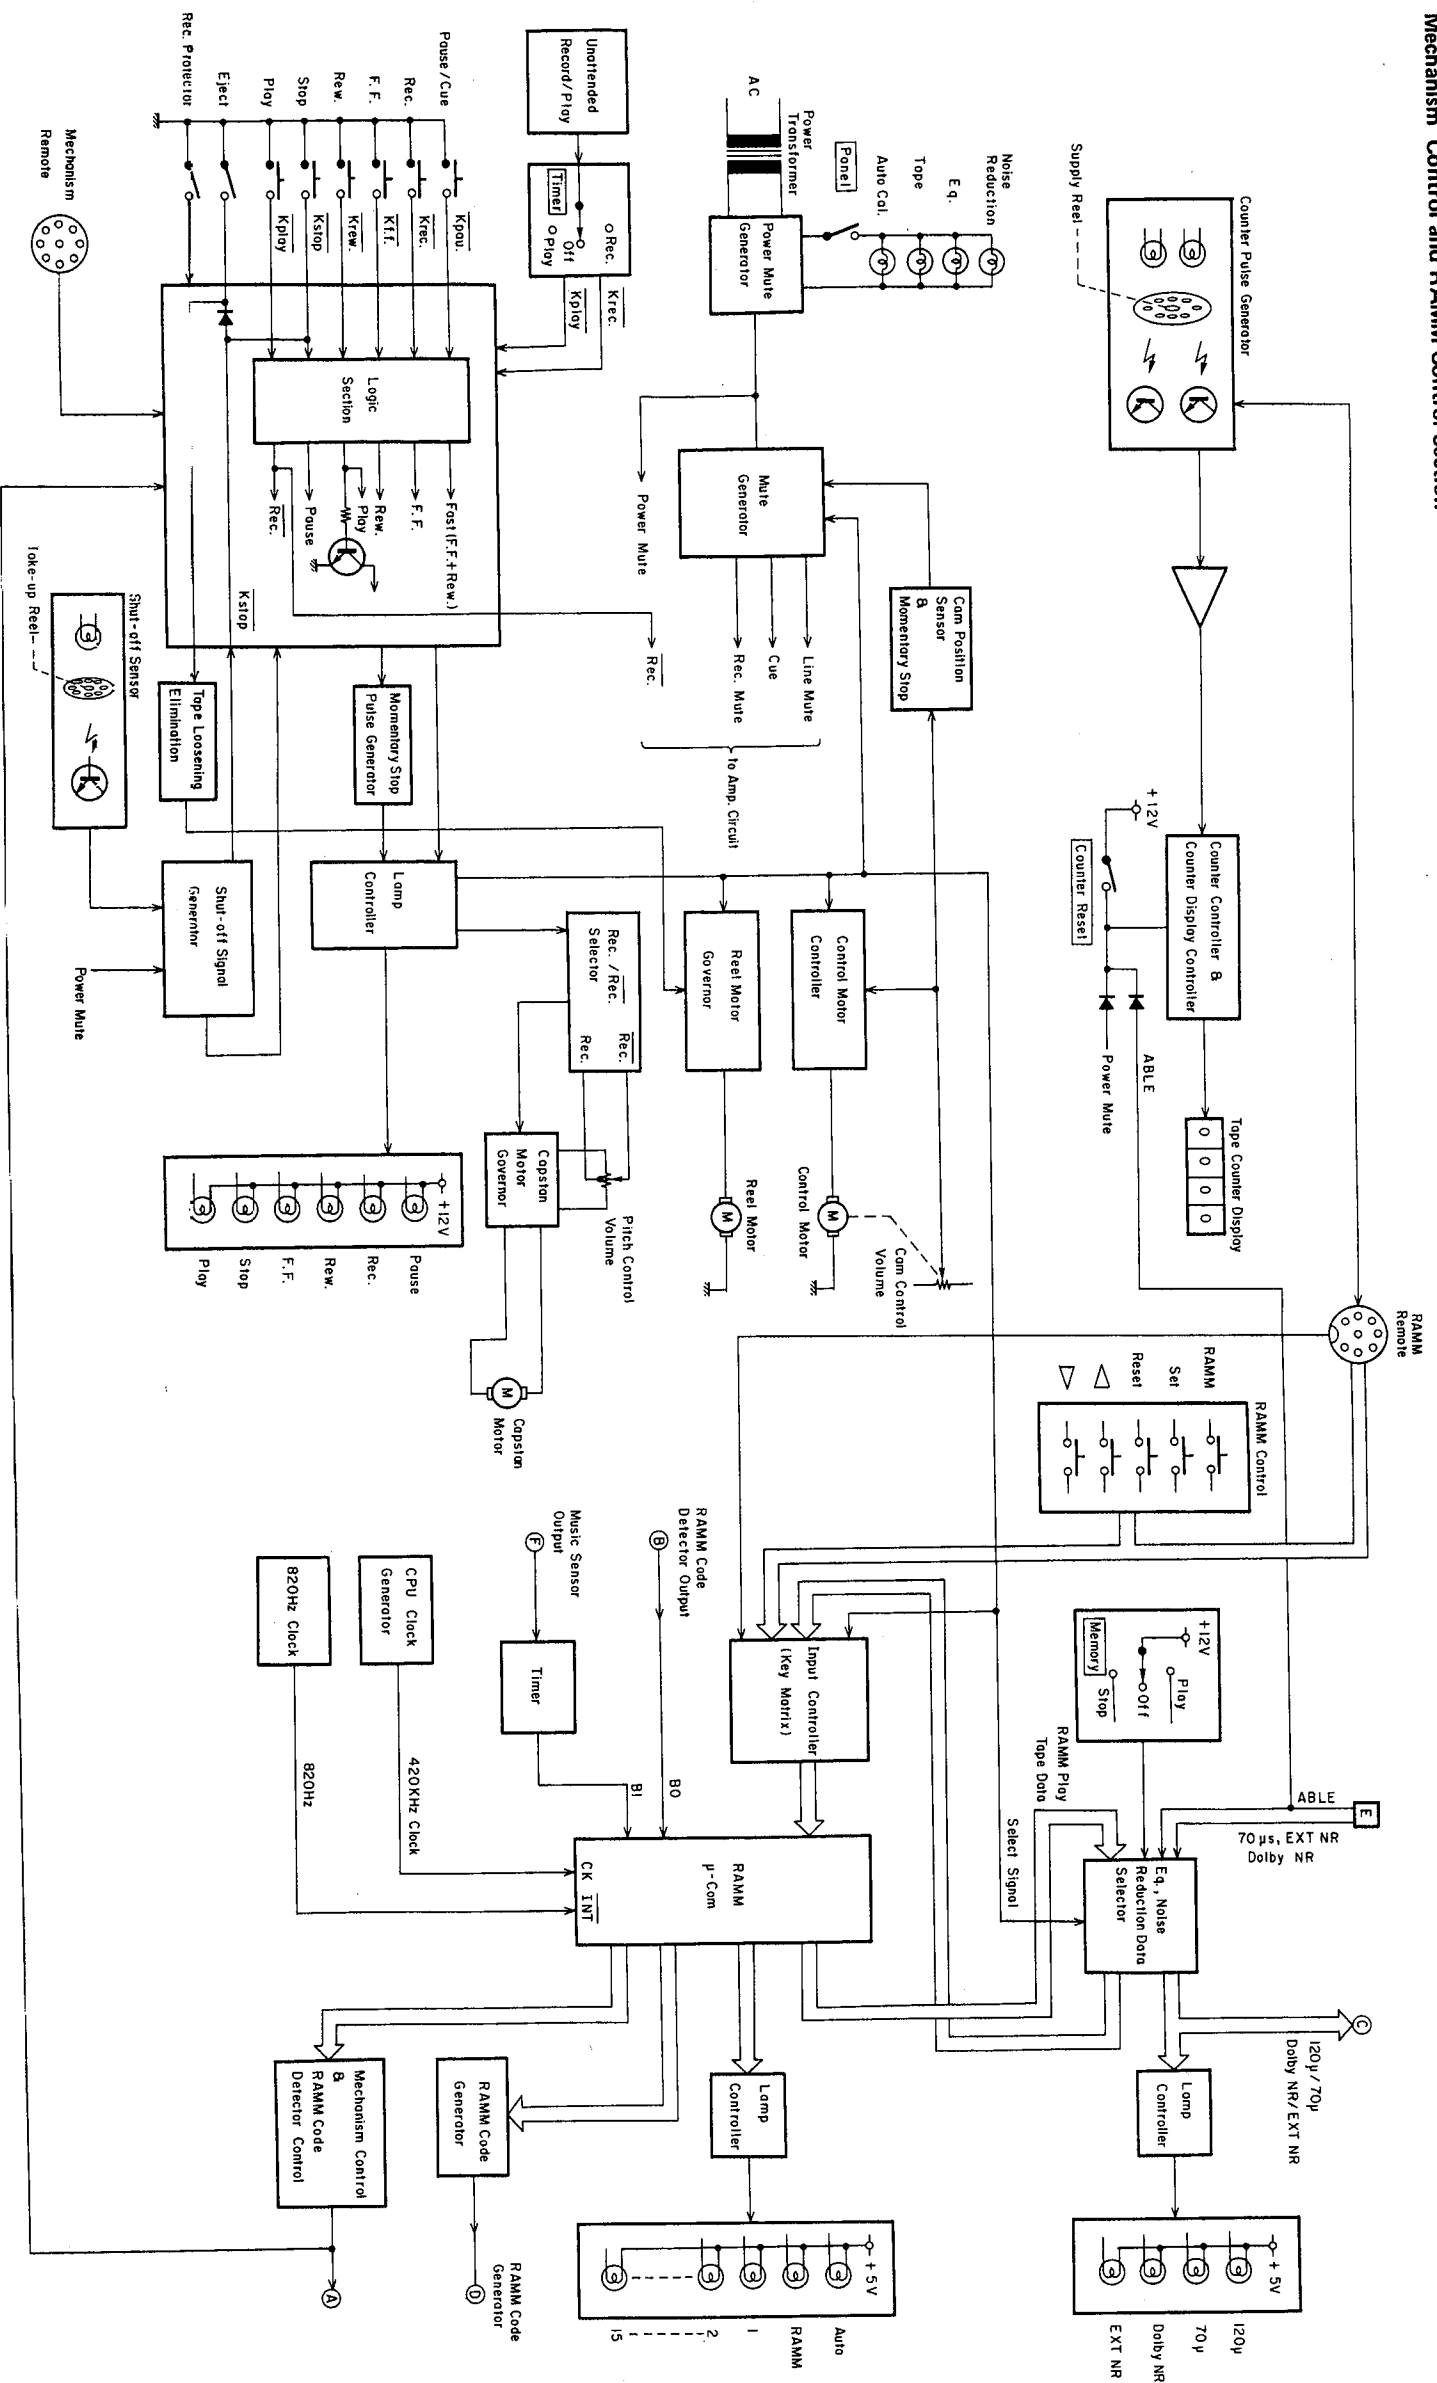 Mechanism Control and RAMM Control Section
Counter Pulse Generator
Supply Reel
Noise
Reduction
Eq.
Tape
Auto Cal.
Panel
Power
Transformer
AC
Power Mute
Generator
Unattended
Record/Play
Timer
Rec.
Off
Play
Krec.
Kplay
Pause/Cue
Rec.
F.F.
Rew.
Stop
Play
Eject
Rec. Protector
Kpau.
Krec.
Kf.f.
Krew.
Kstop
Kplay
Mechanism
Remote
Logic
Section
Fast(F.F.+Rew.)
F.F.
Rew.
Play
Pause
Rec.
Kstop
Power Mute
Mute
Generator
Line Mute
Cue
Rec. Mute
Rec.
to Amp. Circuit
Cam Position
Sensor
&
Momentary Stop
Counter Controller &
Counter Display Controller
+12V
Counter Reset
Power Mute
ABLE
Tape Counter Display
0 0 0 0
Shut-off Sensor
Take-up Reel
Tape Loosening
Elimination
Momentary Stop
Pulse Generator
Lamp
Controller
Shut-off Signal
Generator
Power Mute
Rec./Rec.
Selector
Rec.
Rec.
Reel Motor
Governor
Control Motor
Controller
Capstan
Motor
Governor
Pitch Control
Volume
Reel Motor
M
Control Motor
M
Cam Control
Volume
Capstan
Motor
M
+12V
Pause
Rec.
Rew.
F.F.
Stop
Play
RAMM
Remote
RAMM Control
RAMM
Set
Reset
RAMM Code
Detector Output
B
Music Sensor
Output
F
CPU Clock
Generator
820Hz Clock
Timer
Input Controller
(Key Matrix)
+12V
Play
Off
Stop
Memory
RAMM Play
Tape Data
Select Signal
ABLE
E
70μs, EXT NR
Dolby NR
Eq., Noise
Reduction Data
Selector
B0
B1
420KHz Clock
820Hz
RAMM
μ-Com
CK
INT
C
120μ/70μ
Dolby NR/EXT NR
Lamp
Controller
Lamp
Controller
RAMM Code
Generator
Mechanism Control
&
RAMM Code
Detector Control
+5V
120μ
70μ
Dolby NR
EXT NR
+5V
Auto
RAMM
1
2
15
RAMM Code
Generator
D
A